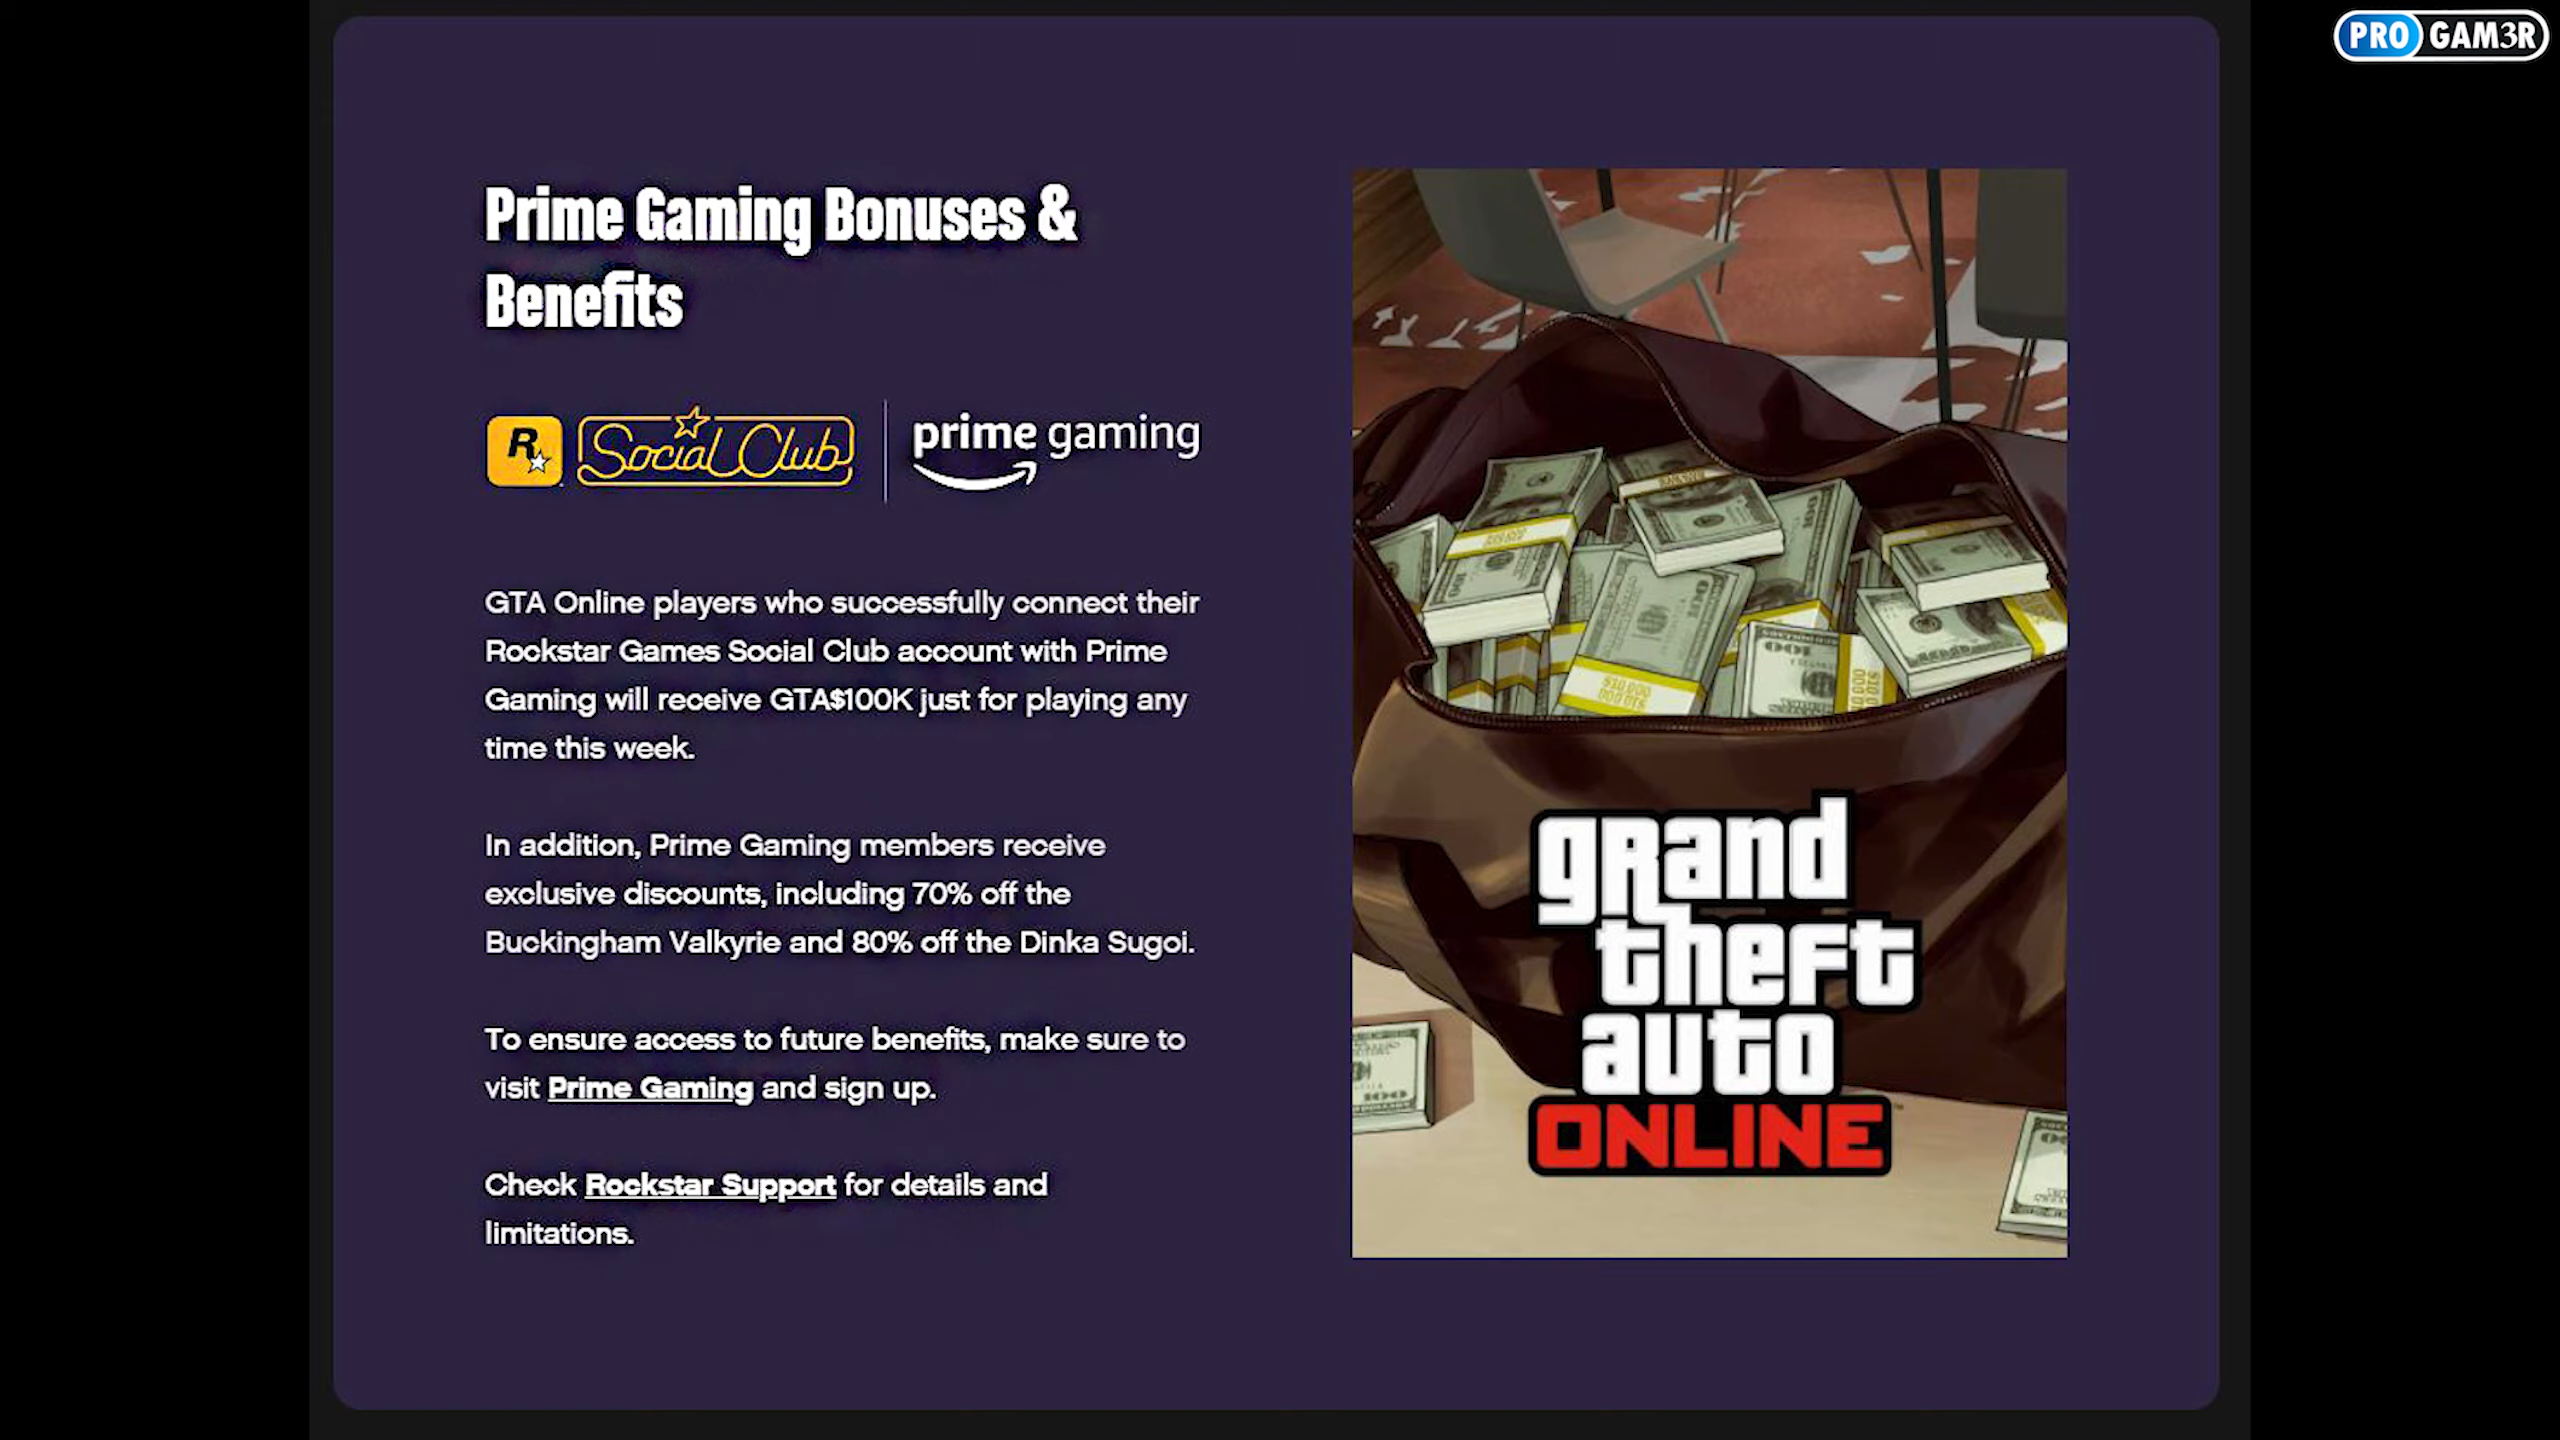 PRO GAM3R
Prime Gaming Bonuses &
Benefits
R Social Club prime gaming
GTA Online players who successfully connect their
Rockstar Games Social Club account with Prime
Gaming will receive GTA$100K just for playing any
time this week.
In addition, Prime Gaming members receive
exclusive discounts, including 70% off the
Buckingham Valkyrie and 80% off the Dinka Sugoi.
To ensure access to future benefits, make sure to
visit Prime Gaming and sign up.
Check Rockstar Support for details and
limitations.
grand
theft
auto
ONLINE